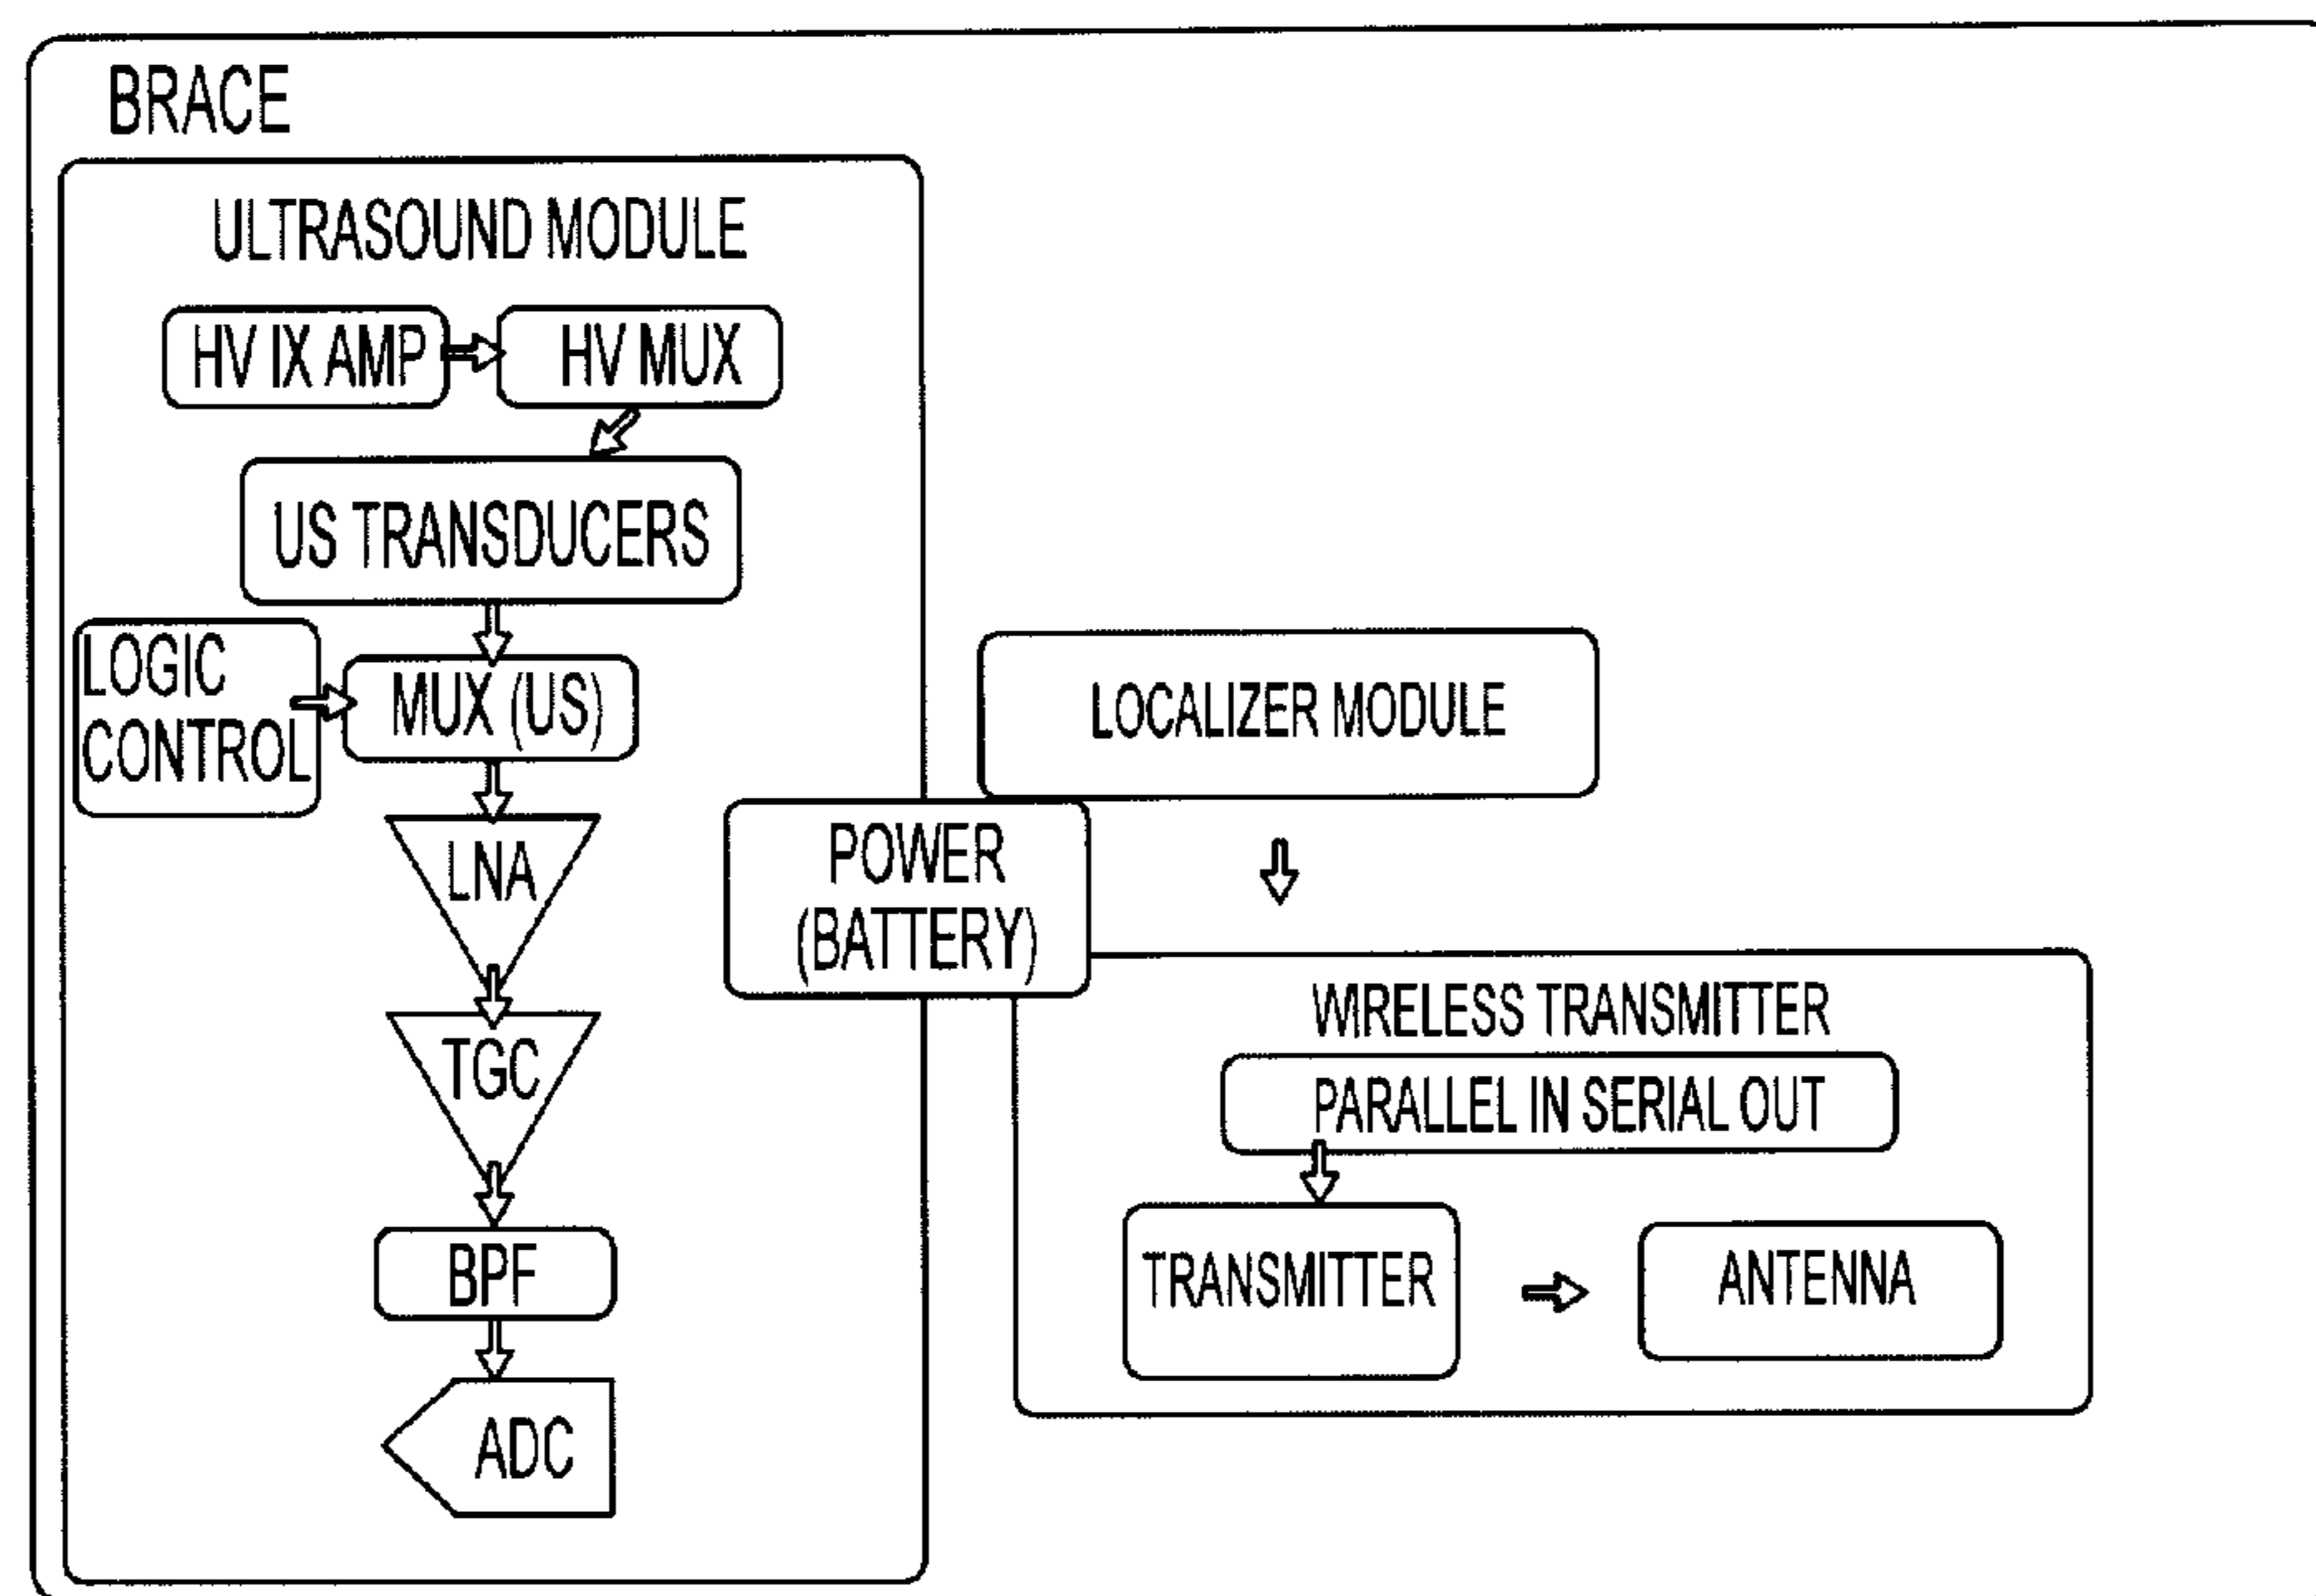 BRACE
ULTRASOUND MODULE
HV IX AMP
HV MUX
US TRANSDUCERS
LOGIC
CONTROL
MUX (US)
LNA
TGC
BPF
ADC
LOCALIZER MODULE
POWER
(BATTERY)
WIRELESS TRANSMITTER
PARALLEL IN SERIAL OUT
TRANSMITTER
ANTENNA